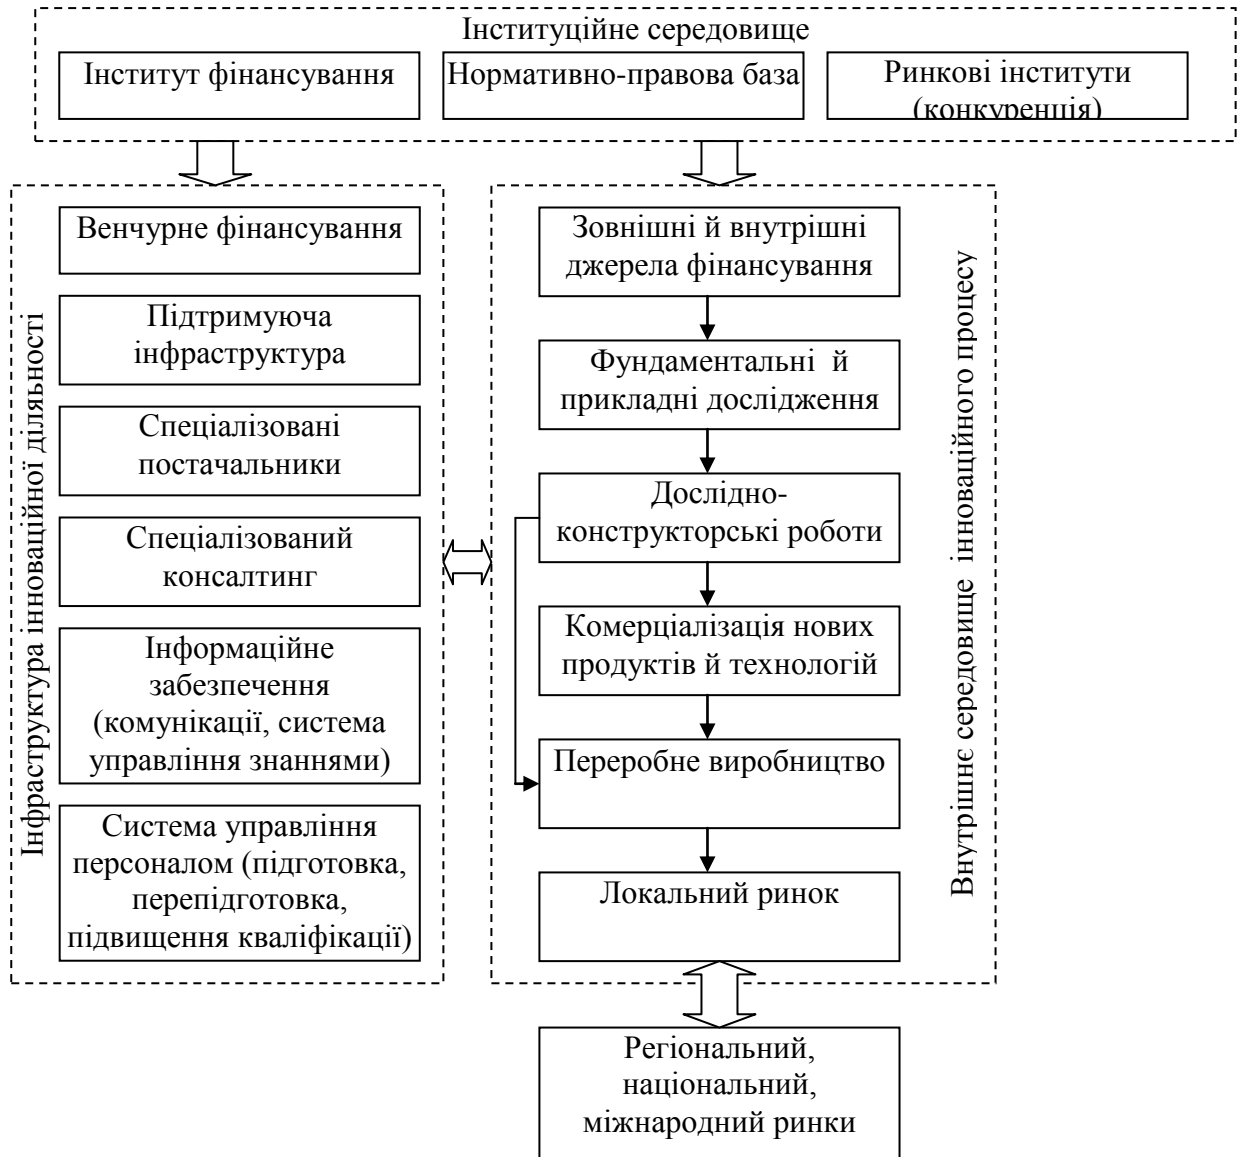 Інституційне середовище
Інститут фінансування
Нормативно-правова база
Ринкові інститути
(конкуренція)
Інфраструктура інноваційної діляьності
Венчурне фінансування
Підтримуюча
інфраструктура
Спеціалізовані
постачальники
Спеціалізований
консалтинг
Інформаційне
забезпечення
(комунікації, система
управління знаннями)
Система управління
персоналом (підготовка,
перепідготовка,
підвищення кваліфікації)
Зовнішні й внутрішні
джерела фінансування
Фундаментальні й
прикладні дослідження
Дослідно-
конструкторські роботи
Комерціалізація нових
продуктів й технологій
Переробне виробництво
Локальний ринок
Внутрішнє середовище інноваційного процесу
Регіональний,
національний,
міжнародний ринки